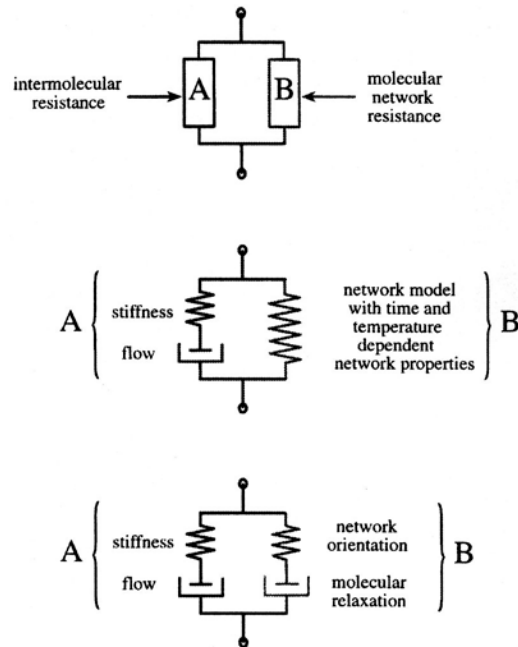 intermolecular
resistance
A
B
molecular
network
resistance
A
stiffness
flow
network model
with time and
temperature
dependent
network properties
B
A
stiffness
flow
network
orientation
molecular
relaxation
B